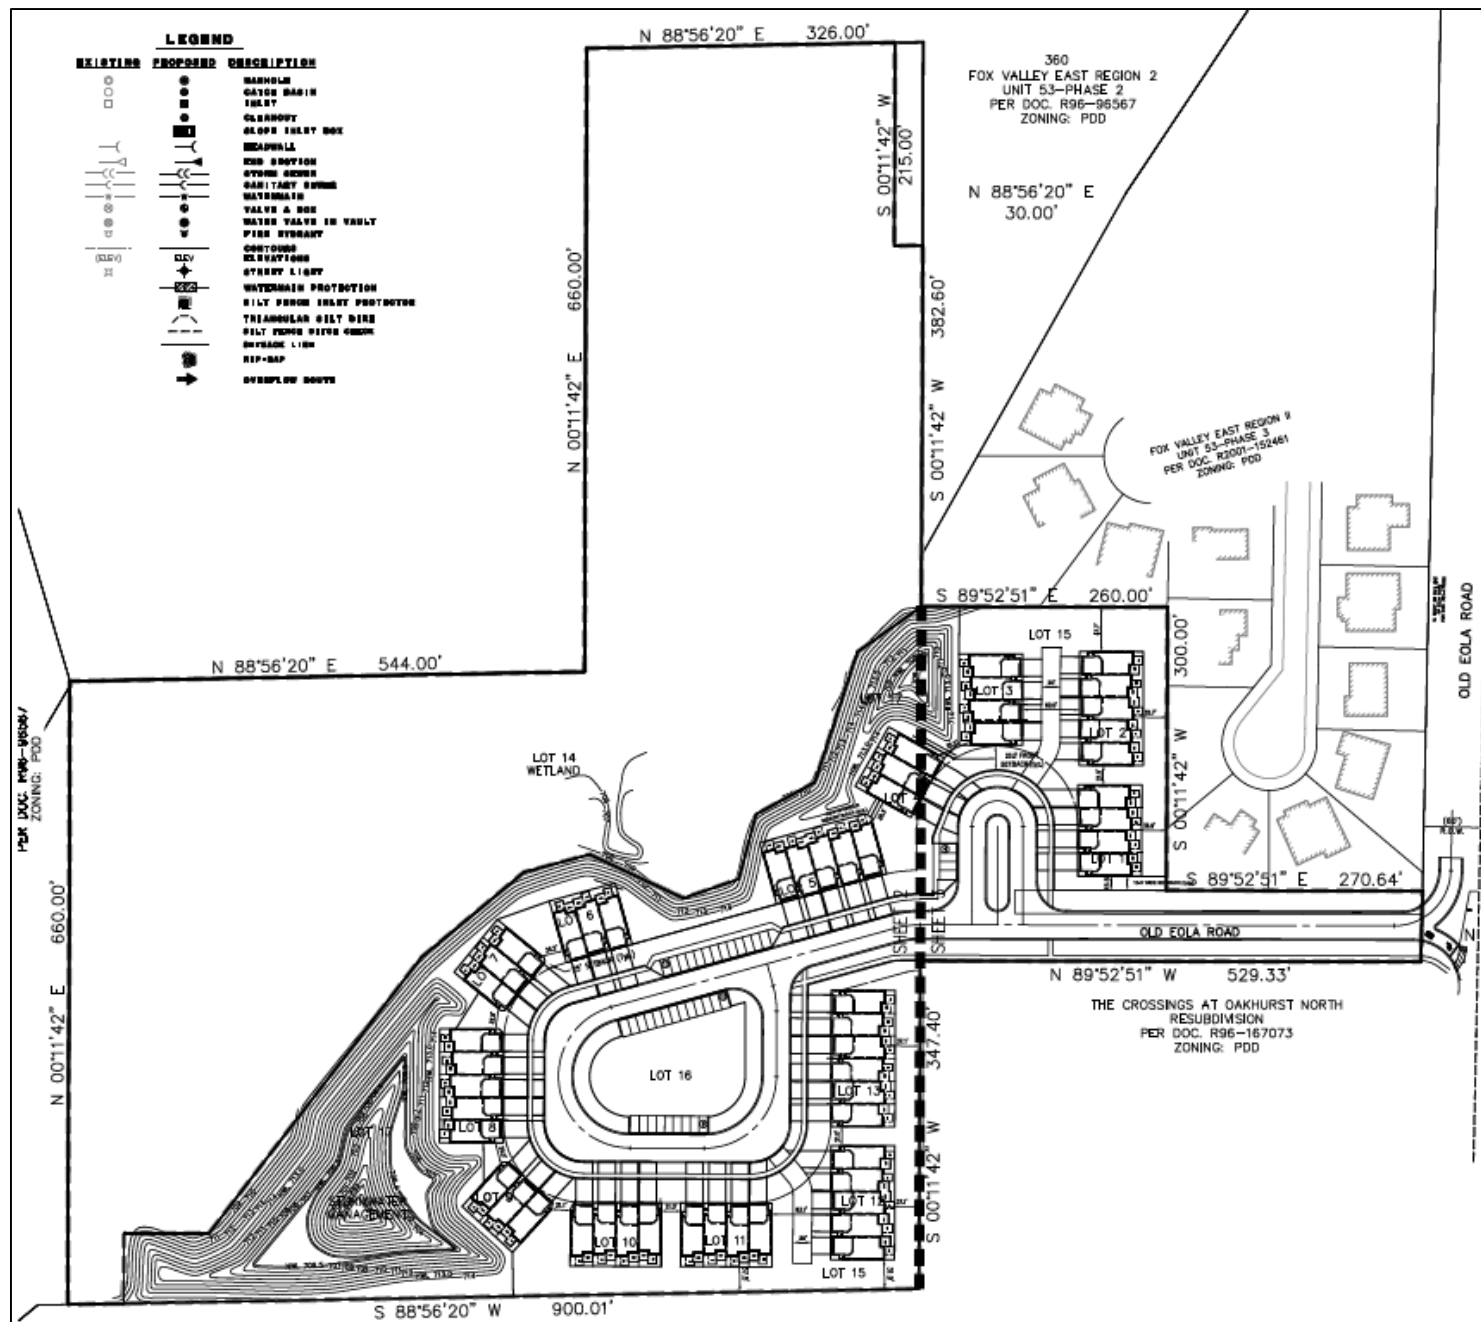 LEGEND
EXISTING PROPOSED DESCRIPTION
MANHOLE
CATCH BASIN
INLET
CLEANOUT
SLOPE INLET BOX
HEADWALL
END SECTION
STORM SEWER
SANITARY SEWER
WATERMAIN
VALVE & BOX
WATER VALVE IN VAULT
FIRE HYDRANT
CONTOURS
(ELEV) ELEV ELEVATIONS
STREET LIGHT
WATERMAIN PROTECTION
SILT FENCE INLET PROTECTOR
TRIANGULAR SILT DIKE
SILT FENCE DITCH CHECK
SETBACK LINE
RIP-RAP
OVERFLOW ROUTE
N 88°56'20" E 326.00'
S 00°11'42" W
215.00'
360
FOX VALLEY EAST REGION 2
UNIT 53-PHASE 2
PER DOC. R96-96567
ZONING: PDD
N 88°56'20" E
30.00'
N 00°11'42" E 660.00'
S 00°11'42" W 382.60'
FOX VALLEY EAST REGION II
UNIT 53-PHASE 3
PER DOC. R2001-152461
ZONING: PDD
OLD EOLA ROAD
S 89°52'51" E 260.00'
LOT 15
S 00°11'42" W 300.00'
N 88°56'20" E 544.00'
ZONING: PDD
LOT 3
LOT 2
LOT 14
WETLAND
LOT 1
LOT 5
S 89°52'51" E 270.64'
(60')
R.O.W.
N 00°11'42" E 660.00'
LOT 6
LOT 7
SHEET 2
OLD EOLA ROAD
N 89°52'51" W 529.33'
THE CROSSINGS AT OAKHURST NORTH
RESUBDIVISION
PER DOC. R96-167073
ZONING: PDD
LOT 16
LOT 13
S 00°11'42" W 347.40'
LOT 8
LOT 17
LOT 9
STORMWATER
MANAGEMENT
LOT 12
LOT 10
LOT 11
LOT 15
S 88°56'20" W 900.01'